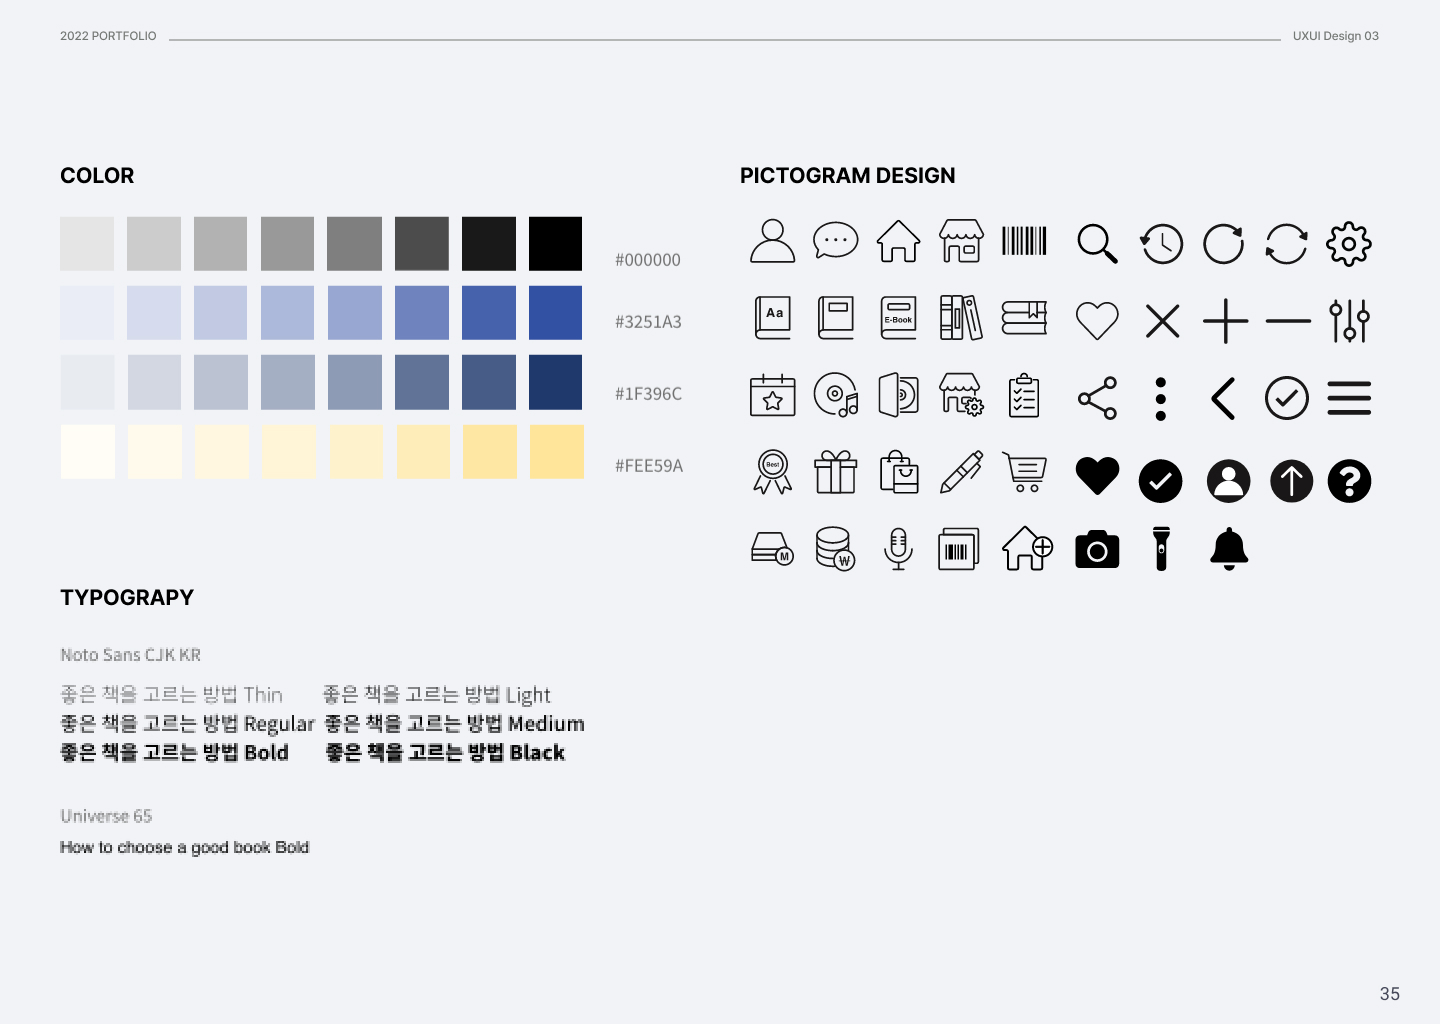 2022 PORTFOLIO
UXUI Design 03
COLOR
#000000
#3251A3
#1F396C
#FEE59A
PICTOGRAM DESIGN
Aa
E-Book
Best
M
W
TYPOGRAPY
Noto Sans CJK KR
좋은 책을 고르는 방법 Thin 좋은 책을 고르는 방법 Light
좋은 책을 고르는 방법 Regular 좋은 책을 고르는 방법 Medium
좋은 책을 고르는 방법 Bold 좋은 책을 고르는 방법 Black
Universe 65
How to choose a good book Bold
35